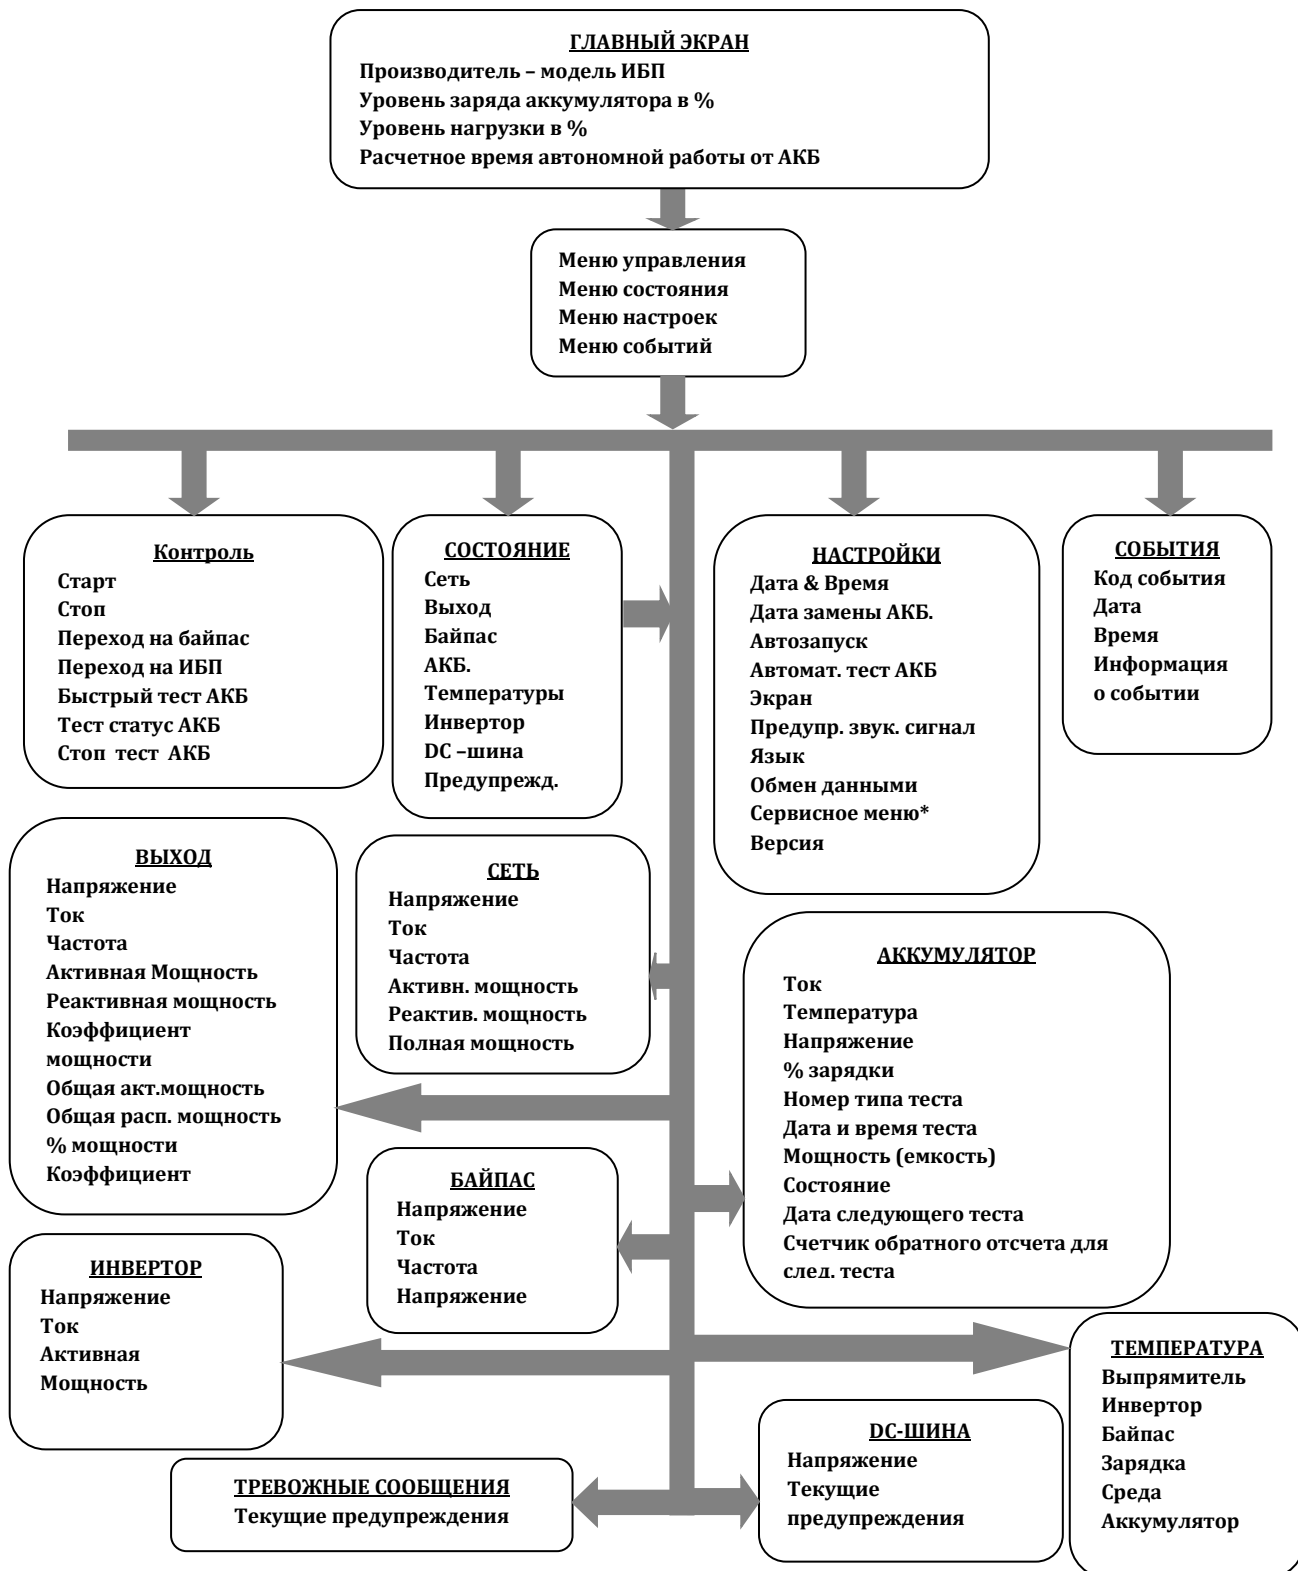 ГЛАВНЫЙ ЭКРАН
Производитель – модель ИБП
Уровень заряда аккумулятора в %
Уровень нагрузки в %
Расчетное время автономной работы от АКБ
Меню управления
Меню состояния
Меню настроек
Меню событий
Контроль
Старт
Стоп
Переход на байпас
Переход на ИБП
Быстрый тест АКБ
Тест статус АКБ
Стоп тест АКБ
СОСТОЯНИЕ
Сеть
Выход
Байпас
АКБ.
Температуры
Инвертор
DC –шина
Предупрежд.
НАСТРОЙКИ
Дата & Время
Дата замены АКБ.
Автозапуск
Автомат. тест АКБ
Экран
Предупр. звук. сигнал
Язык
Обмен данными
Сервисное меню*
Версия
СОБЫТИЯ
Код события
Дата
Время
Информация
о событии
ВЫХОД
Напряжение
Ток
Частота
Активная Мощность
Реактивная мощность
Коэффициент
мощности
Общая акт.мощность
Общая расп. мощность
% мощности
Коэффициент
СЕТЬ
Напряжение
Ток
Частота
Активн. мощность
Реактив. мощность
Полная мощность
АККУМУЛЯТОР
Ток
Температура
Напряжение
% зарядки
Номер типа теста
Дата и время теста
Мощность (емкость)
Состояние
Дата следующего теста
Счетчик обратного отсчета для
след. теста
БАЙПАС
Напряжение
Ток
Частота
Напряжение
ИНВЕРТОР
Напряжение
Ток
Активная
Мощность
ТЕМПЕРАТУРА
Выпрямитель
Инвертор
Байпас
Зарядка
Среда
Аккумулятор
DC-ШИНА
Напряжение
Текущие
предупреждения
ТРЕВОЖНЫЕ СООБЩЕНИЯ
Текущие предупреждения